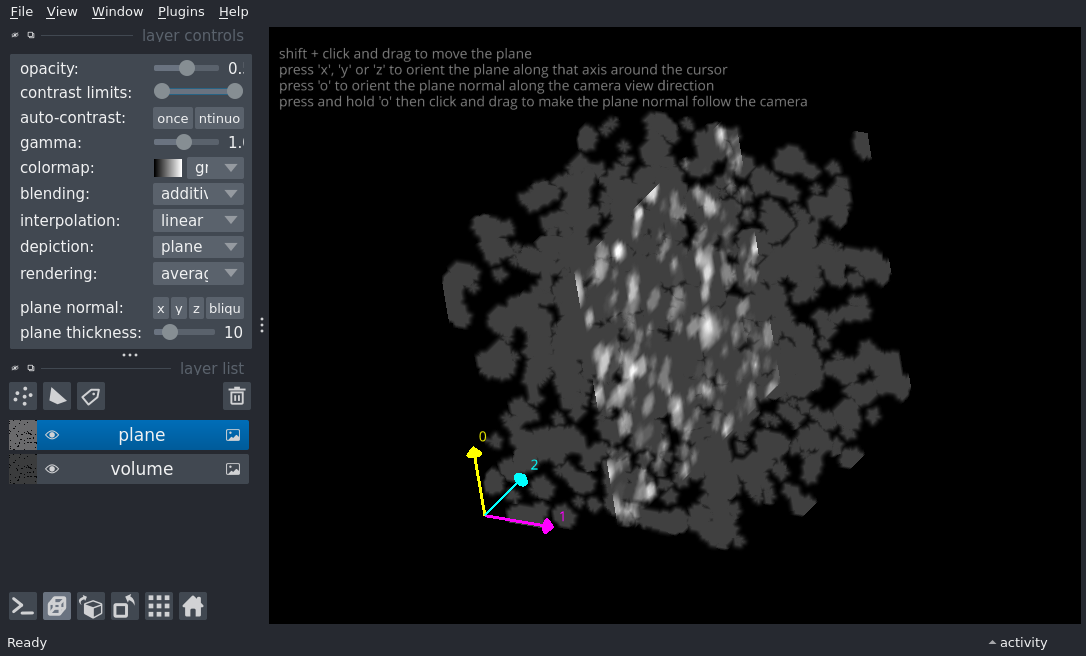 File View Window Plugins Help
layer controls
opacity: 0.
contrast limits:
auto-contrast: once ntinuo
gamma: 1.
colormap: gr
blending: additiv
interpolation: linear
depiction: plane
rendering: averag
plane normal: x y z bliqu
plane thickness: 10
layer list
plane
volume
shift + click and drag to move the plane
press 'x', 'y' or 'z' to orient the plane along that axis around the cursor
press 'o' to orient the plane normal along the camera view direction
press and hold 'o' then click and drag to make the plane normal follow the camera
0
2
1
Ready
activity